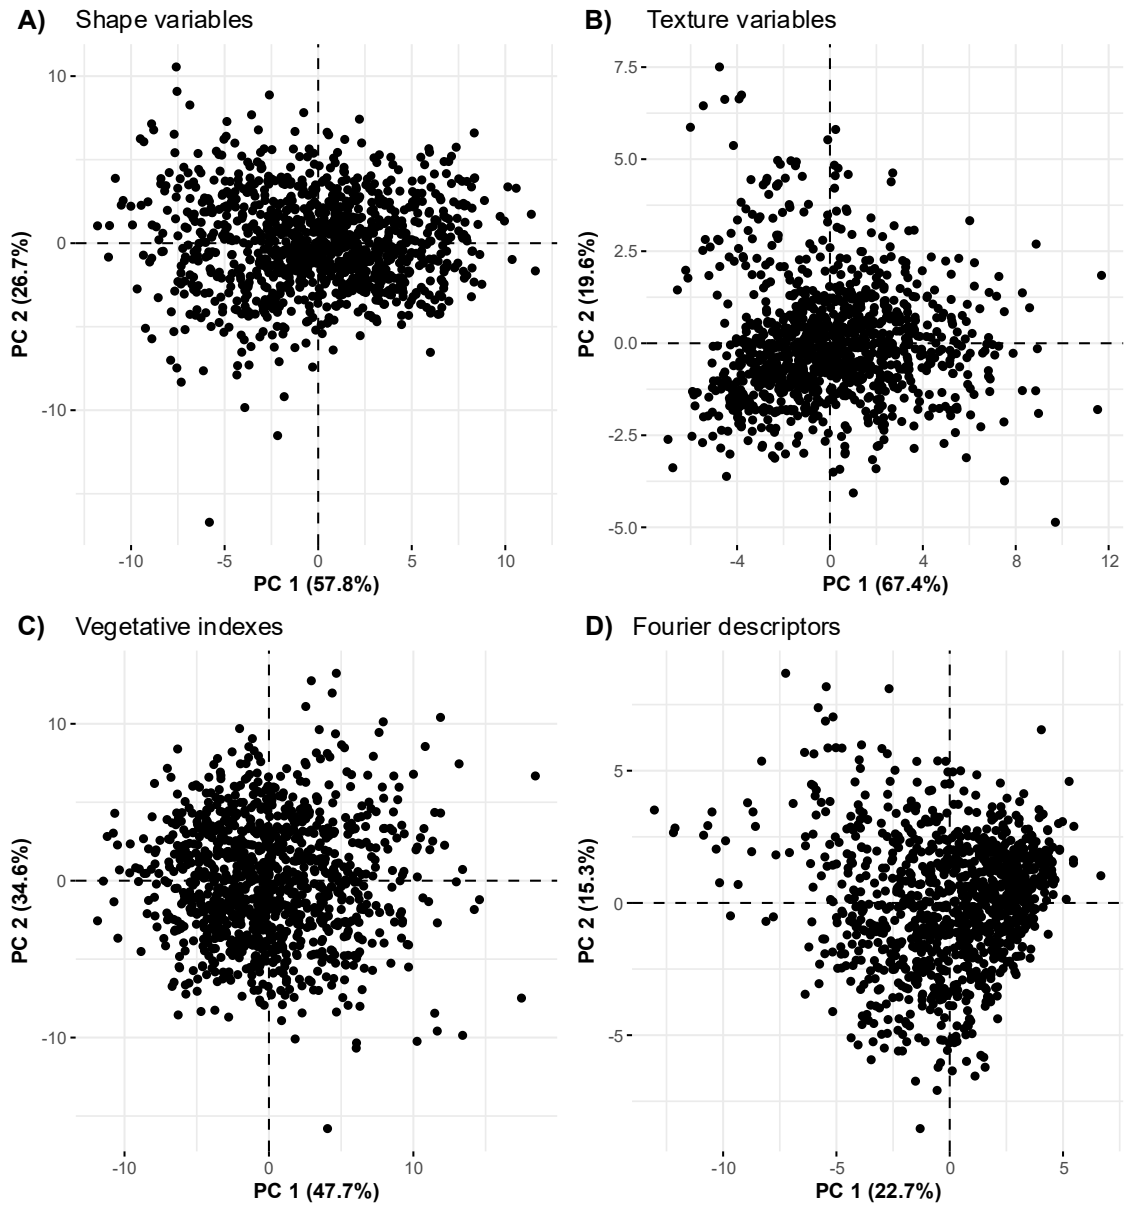 A) Shape variables
10
0
-10
PC 2 (26.7%)
-10 -5 0 5 10
PC 1 (57.8%)
B) Texture variables
7.5
5.0
2.5
0.0
-2.5
-5.0
PC 2 (19.6%)
-4 0 4 8 12
PC 1 (67.4%)
C) Vegetative indexes
10
0
-10
PC 2 (34.6%)
-10 0 10
PC 1 (47.7%)
D) Fourier descriptors
5
0
-5
PC 2 (15.3%)
-10 -5 0 5
PC 1 (22.7%)